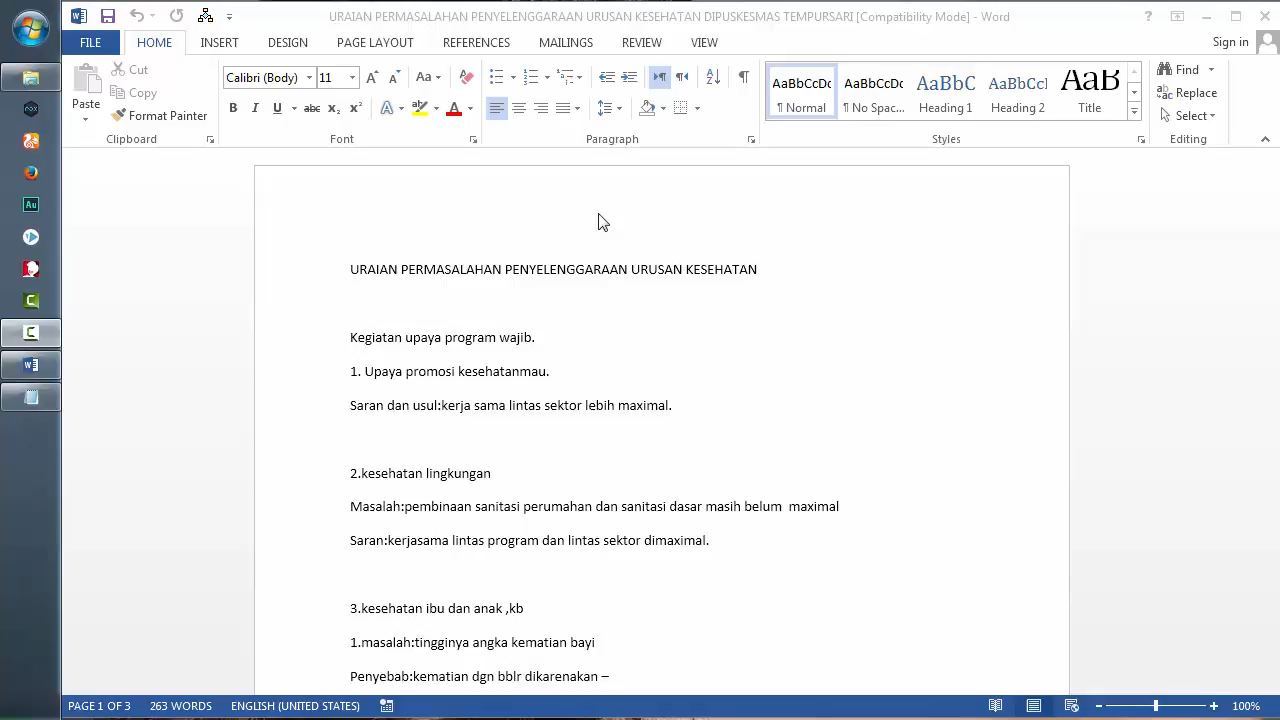 URAIAN PERMASALAHAN PENYELENGGARAAN URUSAN KESEHATAN DIPUSKESMAS TEMPURSARI [Compatibility Mode] - Word
FILE HOME INSERT DESIGN PAGE LAYOUT REFERENCES MAILINGS REVIEW VIEW Sign in
Paste
Cut
Copy
Format Painter
Clipboard
Calibri (Body) 11
Font
Paragraph
AaBbCcDc AaBbCcDc AaBbC AaBbCcI AaB
¶ Normal ¶ No Spac... Heading 1 Heading 2 Title
Styles
Find
Replace
Select
Editing
Au
URAIAN PERMASALAHAN PENYELENGGARAAN URUSAN KESEHATAN
Kegiatan upaya program wajib.
1. Upaya promosi kesehatanmau.
Saran dan usul:kerja sama lintas sektor lebih maximal.
2.kesehatan lingkungan
Masalah:pembinaan sanitasi perumahan dan sanitasi dasar masih belum  maximal
Saran:kerjasama lintas program dan lintas sektor dimaximal.
3.kesehatan ibu dan anak ,kb
1.masalah:tingginya angka kematian bayi
Penyebab:kematian dgn bblr dikarenakan –
PAGE 1 OF 3 263 WORDS ENGLISH (UNITED STATES) 100%